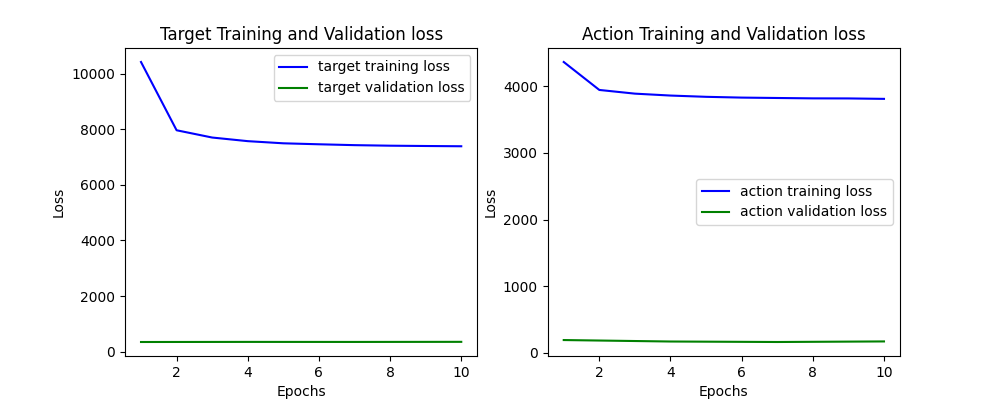 Target Training and Validation loss
target training loss
target validation loss
10000
8000
6000
4000
2000
0
Loss
2
4
6
8
10
Epochs
Action Training and Validation loss
action training loss
action validation loss
4000
3000
2000
1000
0
Loss
2
4
6
8
10
Epochs